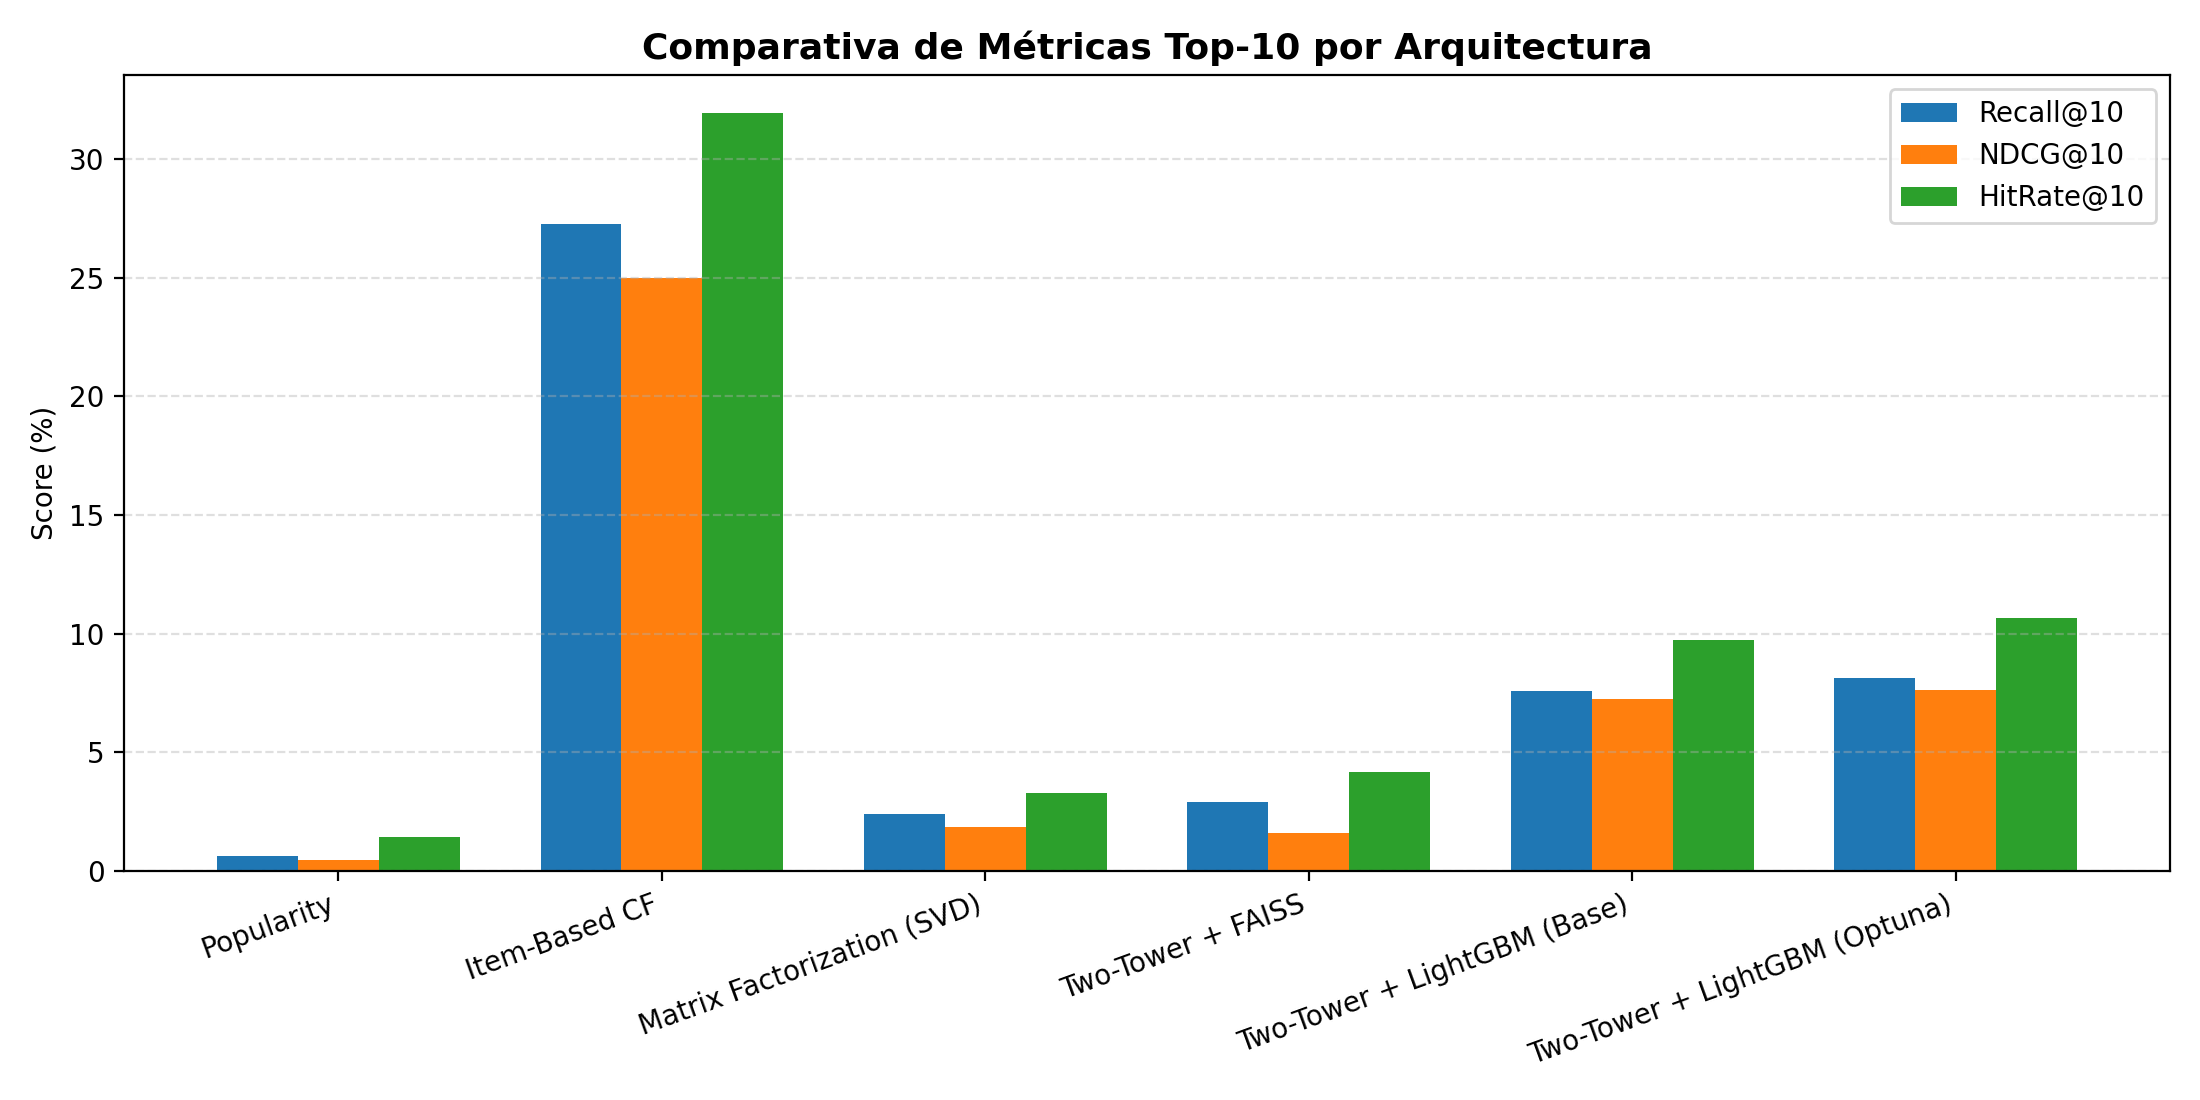 Comparativa de Métricas Top-10 por Arquitectura
Recall@10
NDCG@10
HitRate@10
Score (%)
30
25
20
15
10
5
0
Popularity
Item-Based CF
Matrix Factorization (SVD)
Two-Tower + FAISS
Two-Tower + LightGBM (Base)
Two-Tower + LightGBM (Optuna)